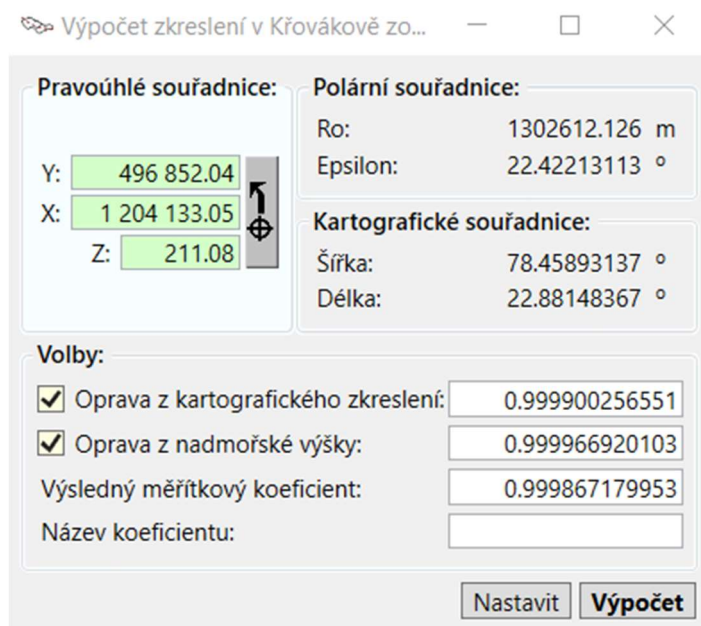 Výpočet zkreslení v Křovákově zo...
Pravoúhlé souřadnice:
Y: 496 852.04
X: 1 204 133.05
Z: 211.08
Polární souřadnice:
Ro: 1302612.126 m
Epsilon: 22.42213113 º
Kartografické souřadnice:
Šířka: 78.45893137 º
Délka: 22.88148367 º
Volby:
Oprava z kartografického zkreslení: 0.999900256551
Oprava z nadmořské výšky: 0.999966920103
Výsledný měřítkový koeficient: 0.999867179953
Název koeficientu:
Nastavit Výpočet